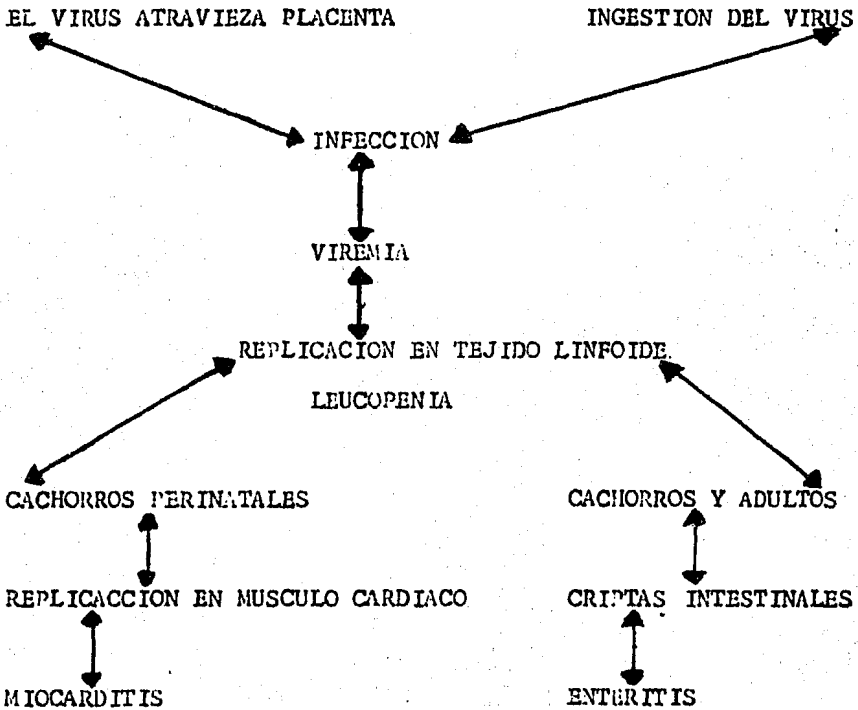 EL VIRUS ATRAVIEZA PLACENTA
INGESTION DEL VIRUS
INFECCION
VIREMIA
REPLICACION EN TEJIDO LINFOIDE.
LEUCOPENIA
CACHORROS PERINATALES
CACHORROS Y ADULTOS
REPLICACCION EN MUSCULO CARDIACO
CRIPTAS INTESTINALES
MIOCARDITIS
ENTERITIS